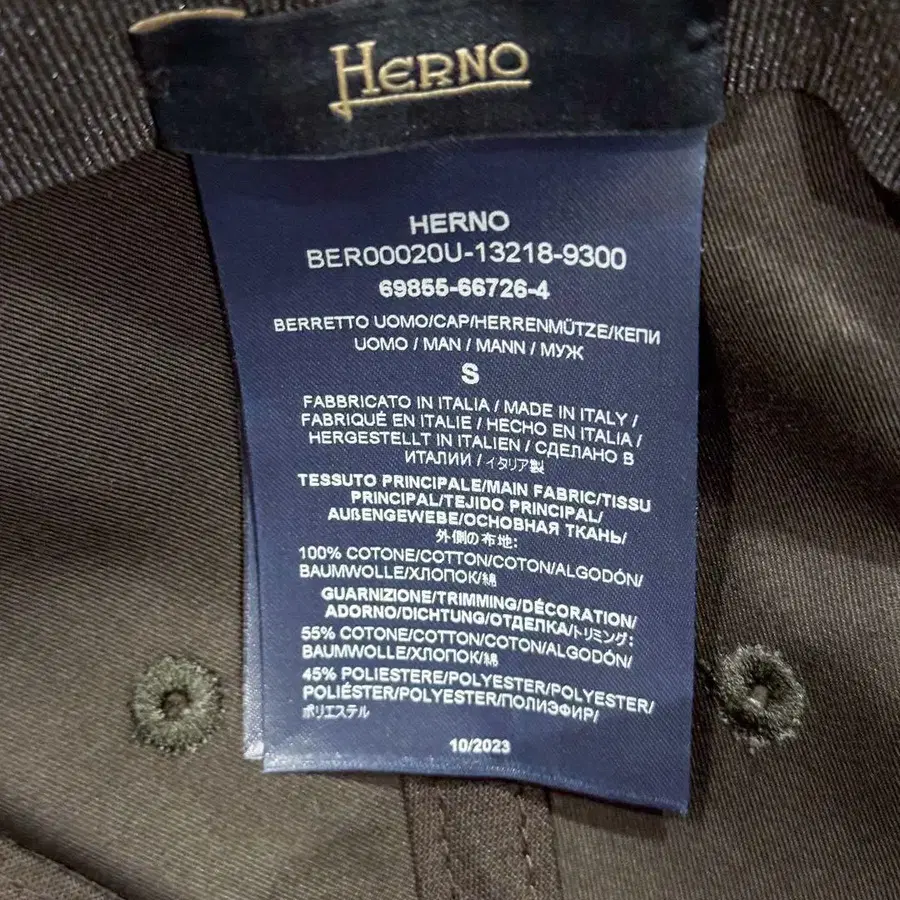 HERNO
HERNO
BER00020U-13218-9300
69855-66726-4
BERRETTO UOMO/CAP/HERRENMÜTZE/КЕПИ
UOMO / MAN / MANN / МУЖ
S
FABBRICATO IN ITALIA / MADE IN ITALY /
FABRIQUÉ EN ITALIE / HECHO EN ITALIA /
HERGESTELLT IN ITALIEN / СДЕЛАНО В
ИТАЛИИ / イタリア製
TESSUTO PRINCIPALE/MAIN FABRIC/TISSU
PRINCIPAL/TEJIDO PRINCIPAL/
AUßENGEWEBE/ОСНОВНАЯ ТКАНЬ/
外側の布地:
100% COTONE/COTTON/COTON/ALGODÓN/
BAUMWOLLE/ХЛОПОК/綿
GUARNIZIONE/TRIMMING/DÉCORATION/
ADORNO/DICHTUNG/ОТДЕЛКА/トリミング:
55% COTONE/COTTON/COTON/ALGODÓN/
BAUMWOLLE/ХЛОПОК/綿
45% POLIESTERE/POLYESTER/POLYESTER/
POLIÉSTER/POLYESTER/ПОЛИЭФИР/
ポリエステル
10/2023